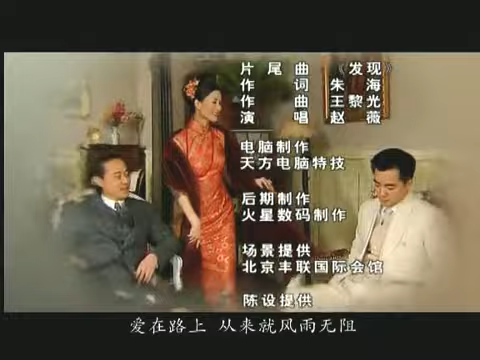 片尾曲 《发现》
作词 朱海
作曲 王黎光
演唱 赵薇
电脑制作
天方电脑特技
后期制作
火星数码制作
场景提供
北京丰联国际会馆
陈设提供
爱在路上 从来就风雨无阻